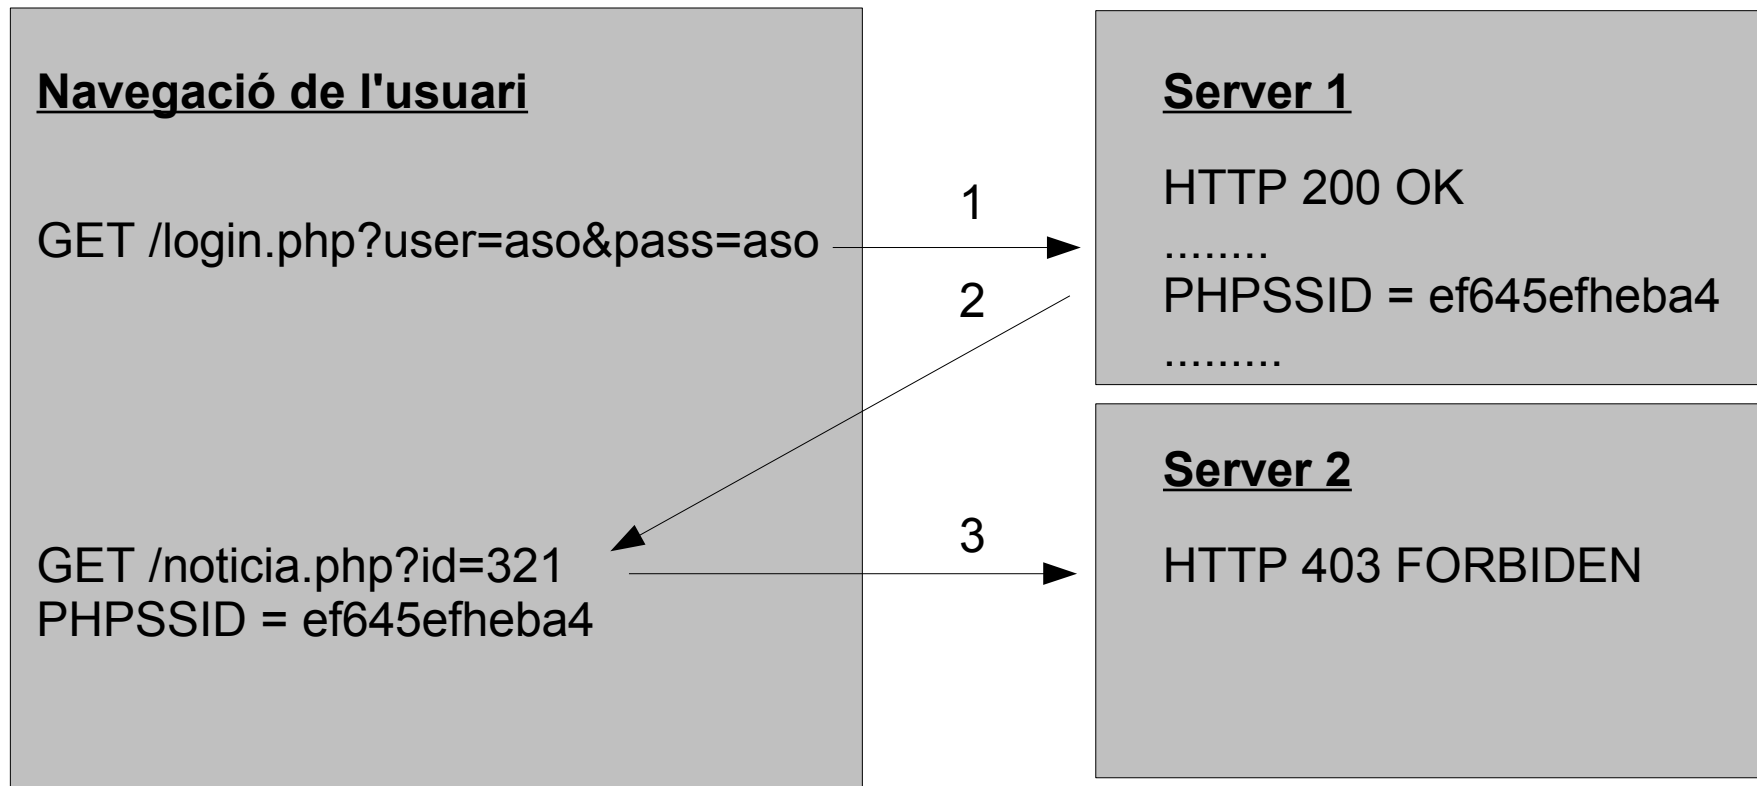 Navegació de l'usuari
GET /login.php?user=aso&pass=aso
GET /noticia.php?id=321
PHPSSID = ef645efheba4
1
2
3
Server 1
HTTP 200 OK
........
PHPSSID = ef645efheba4
.........
Server 2
HTTP 403 FORBIDEN